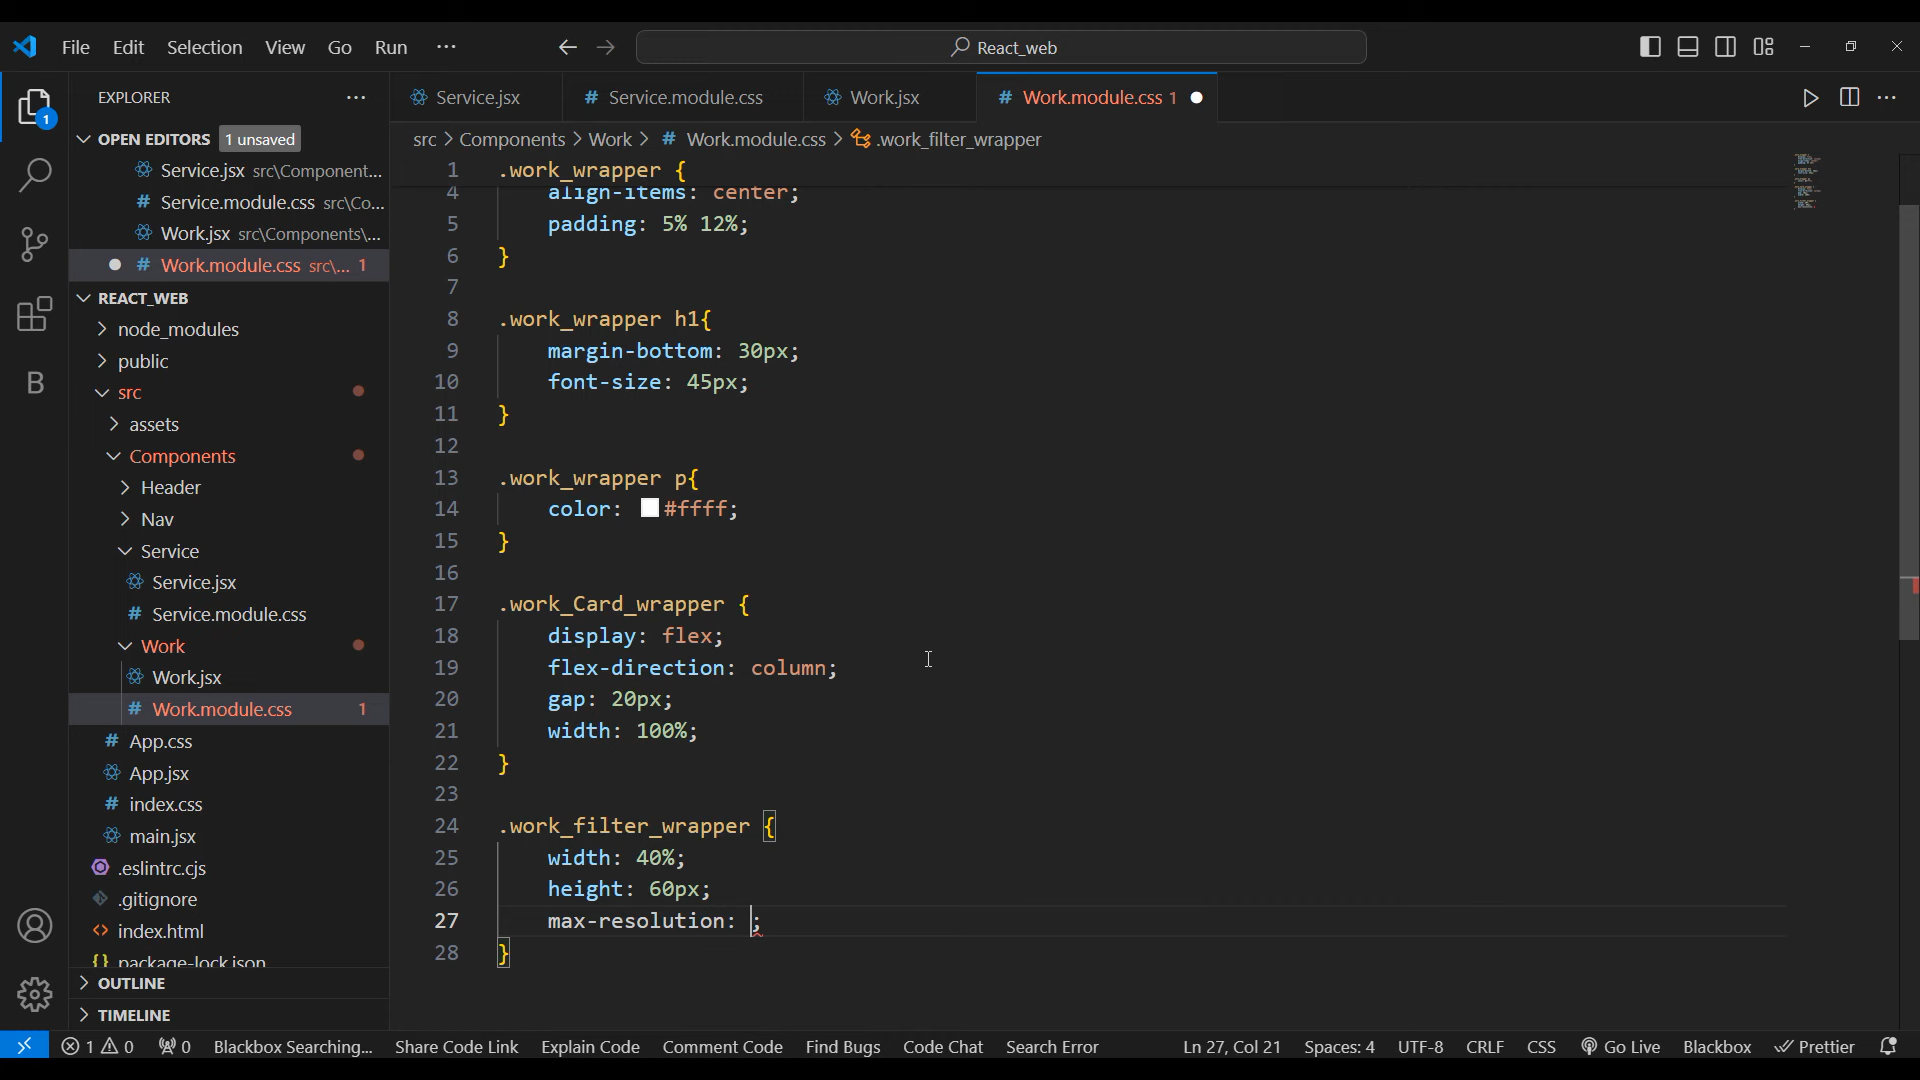 File Edit Selection View Go Run ··· React_web
EXPLORER ···
OPEN EDITORS 1 unsaved
Service.jsx src\Component...
Service.module.css src\Co...
Work.jsx src\Components\...
Work.module.css src\... 1
REACT_WEB
node_modules
public
src
assets
Components
Header
Nav
Service
Service.jsx
Service.module.css
Work
Work.jsx
Work.module.css 1
App.css
App.jsx
index.css
main.jsx
.eslintrc.cjs
.gitignore
index.html
package-lock.json
OUTLINE
TIMELINE
1
B
Service.jsx Service.module.css Work.jsx Work.module.css 1
src > Components > Work > # Work.module.css > .work_filter_wrapper
1 .work_wrapper {
4 align-items: center;
5 padding: 5% 12%;
6 }
7
8 .work_wrapper h1{
9 margin-bottom: 30px;
10 font-size: 45px;
11 }
12
13 .work_wrapper p{
14 color: #ffff;
15 }
16
17 .work_Card_wrapper {
18 display: flex;
19 flex-direction: column;
20 gap: 20px;
21 width: 100%;
22 }
23
24 .work_filter_wrapper {
25 width: 40%;
26 height: 60px;
27 max-resolution: ;
28 }
1 0 0 Blackbox Searching... Share Code Link Explain Code Comment Code Find Bugs Code Chat Search Error Ln 27, Col 21 Spaces: 4 UTF-8 CRLF CSS Go Live Blackbox Prettier